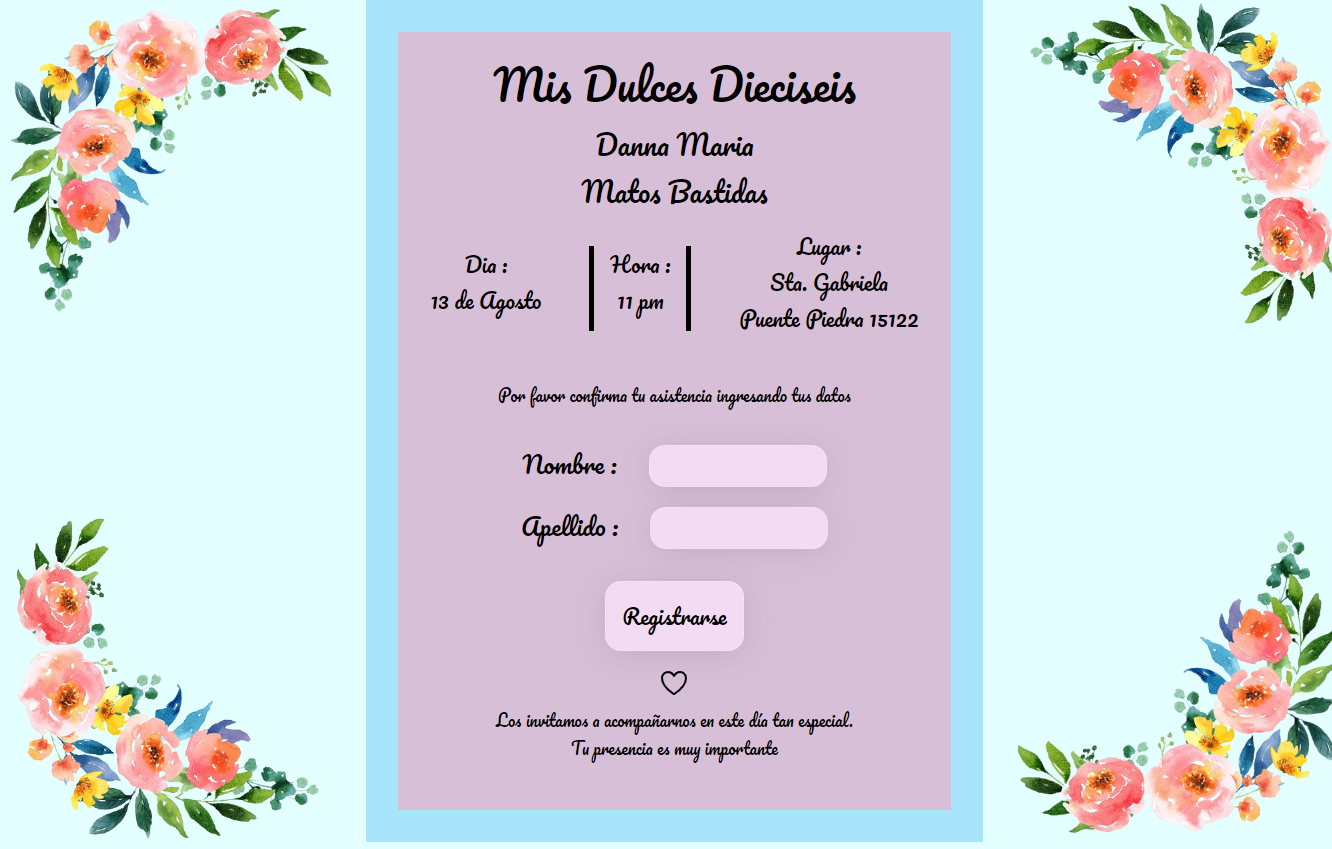 Mis Dulces Dieciseis
Danna Maria
Matos Bastidas
Dia :
13 de Agosto
Hora :
11 pm
Lugar :
Sta. Gabriela
Puente Piedra 15122
Por favor confirma tu asistencia ingresando tus datos
Nombre :
Apellido :
Registrarse
Los invitamos a acompañarnos en este día tan especial.
Tu presencia es muy importante